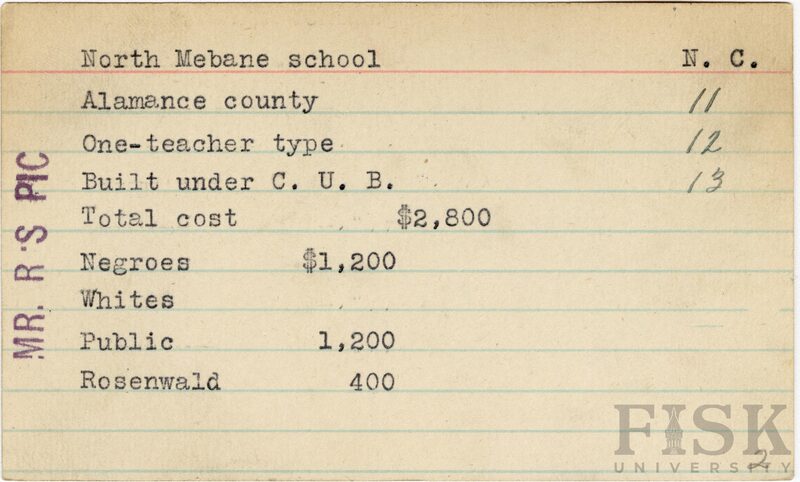 North Mebane school N. C.
Alamance county 11
One-teacher type 12
Built under C. U. B. 13
Total cost $2,800
Negroes $1,200
Whites
Public 1,200
Rosenwald 400
MR. R'S PIC
FISK
UNIVERSITY
2